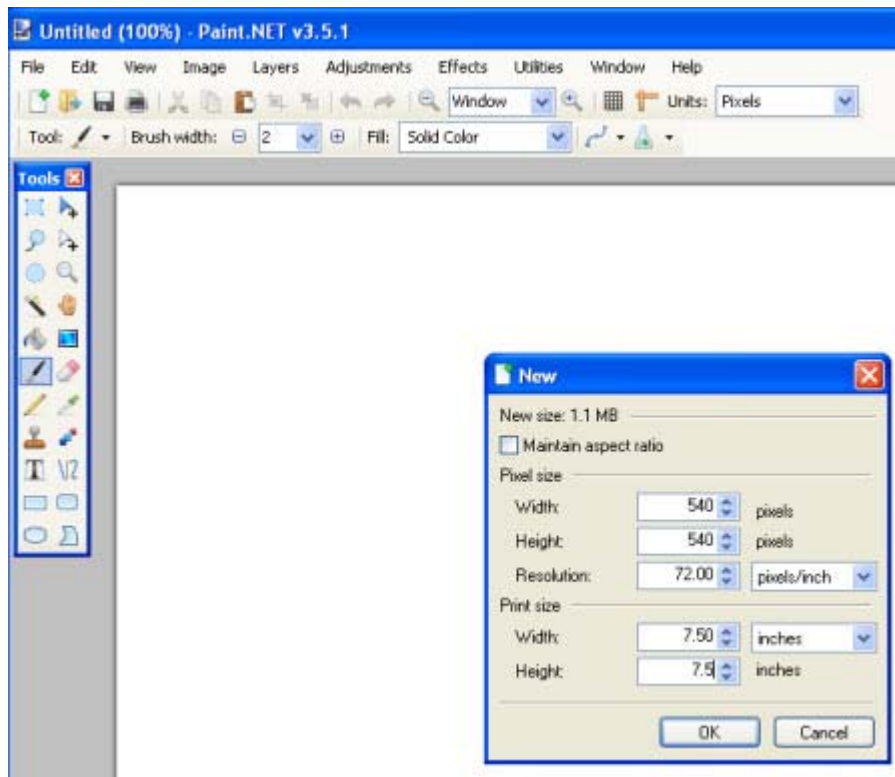 Untitled (100%) - Paint.NET v3.5.1
File Edit View Image Layers Adjustments Effects Utilities Window Help
Window Units: Pixels
Tool: Brush width: 2 Fill: Solid Color
Tools
New
New size: 1.1 MB
Maintain aspect ratio
Pixel size
Width: 540 pixels
Height: 540 pixels
Resolution: 72.00 pixels/inch
Print size
Width: 7.50 inches
Height: 7.5 inches
OK Cancel